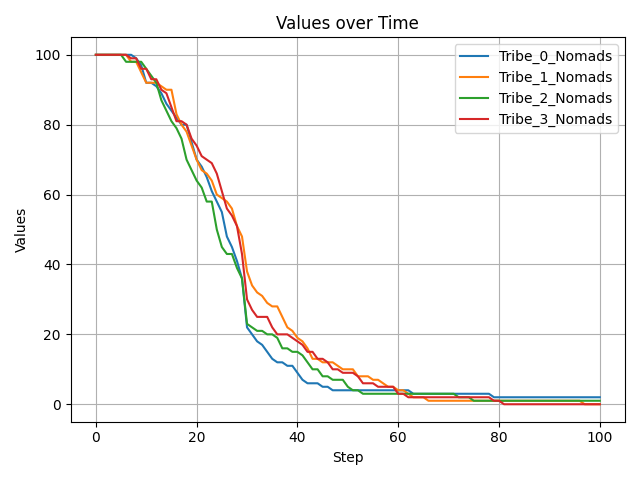 Values over Time
Values
100
80
60
40
20
0
Tribe_0_Nomads
Tribe_1_Nomads
Tribe_2_Nomads
Tribe_3_Nomads
0 20 40 60 80 100
Step